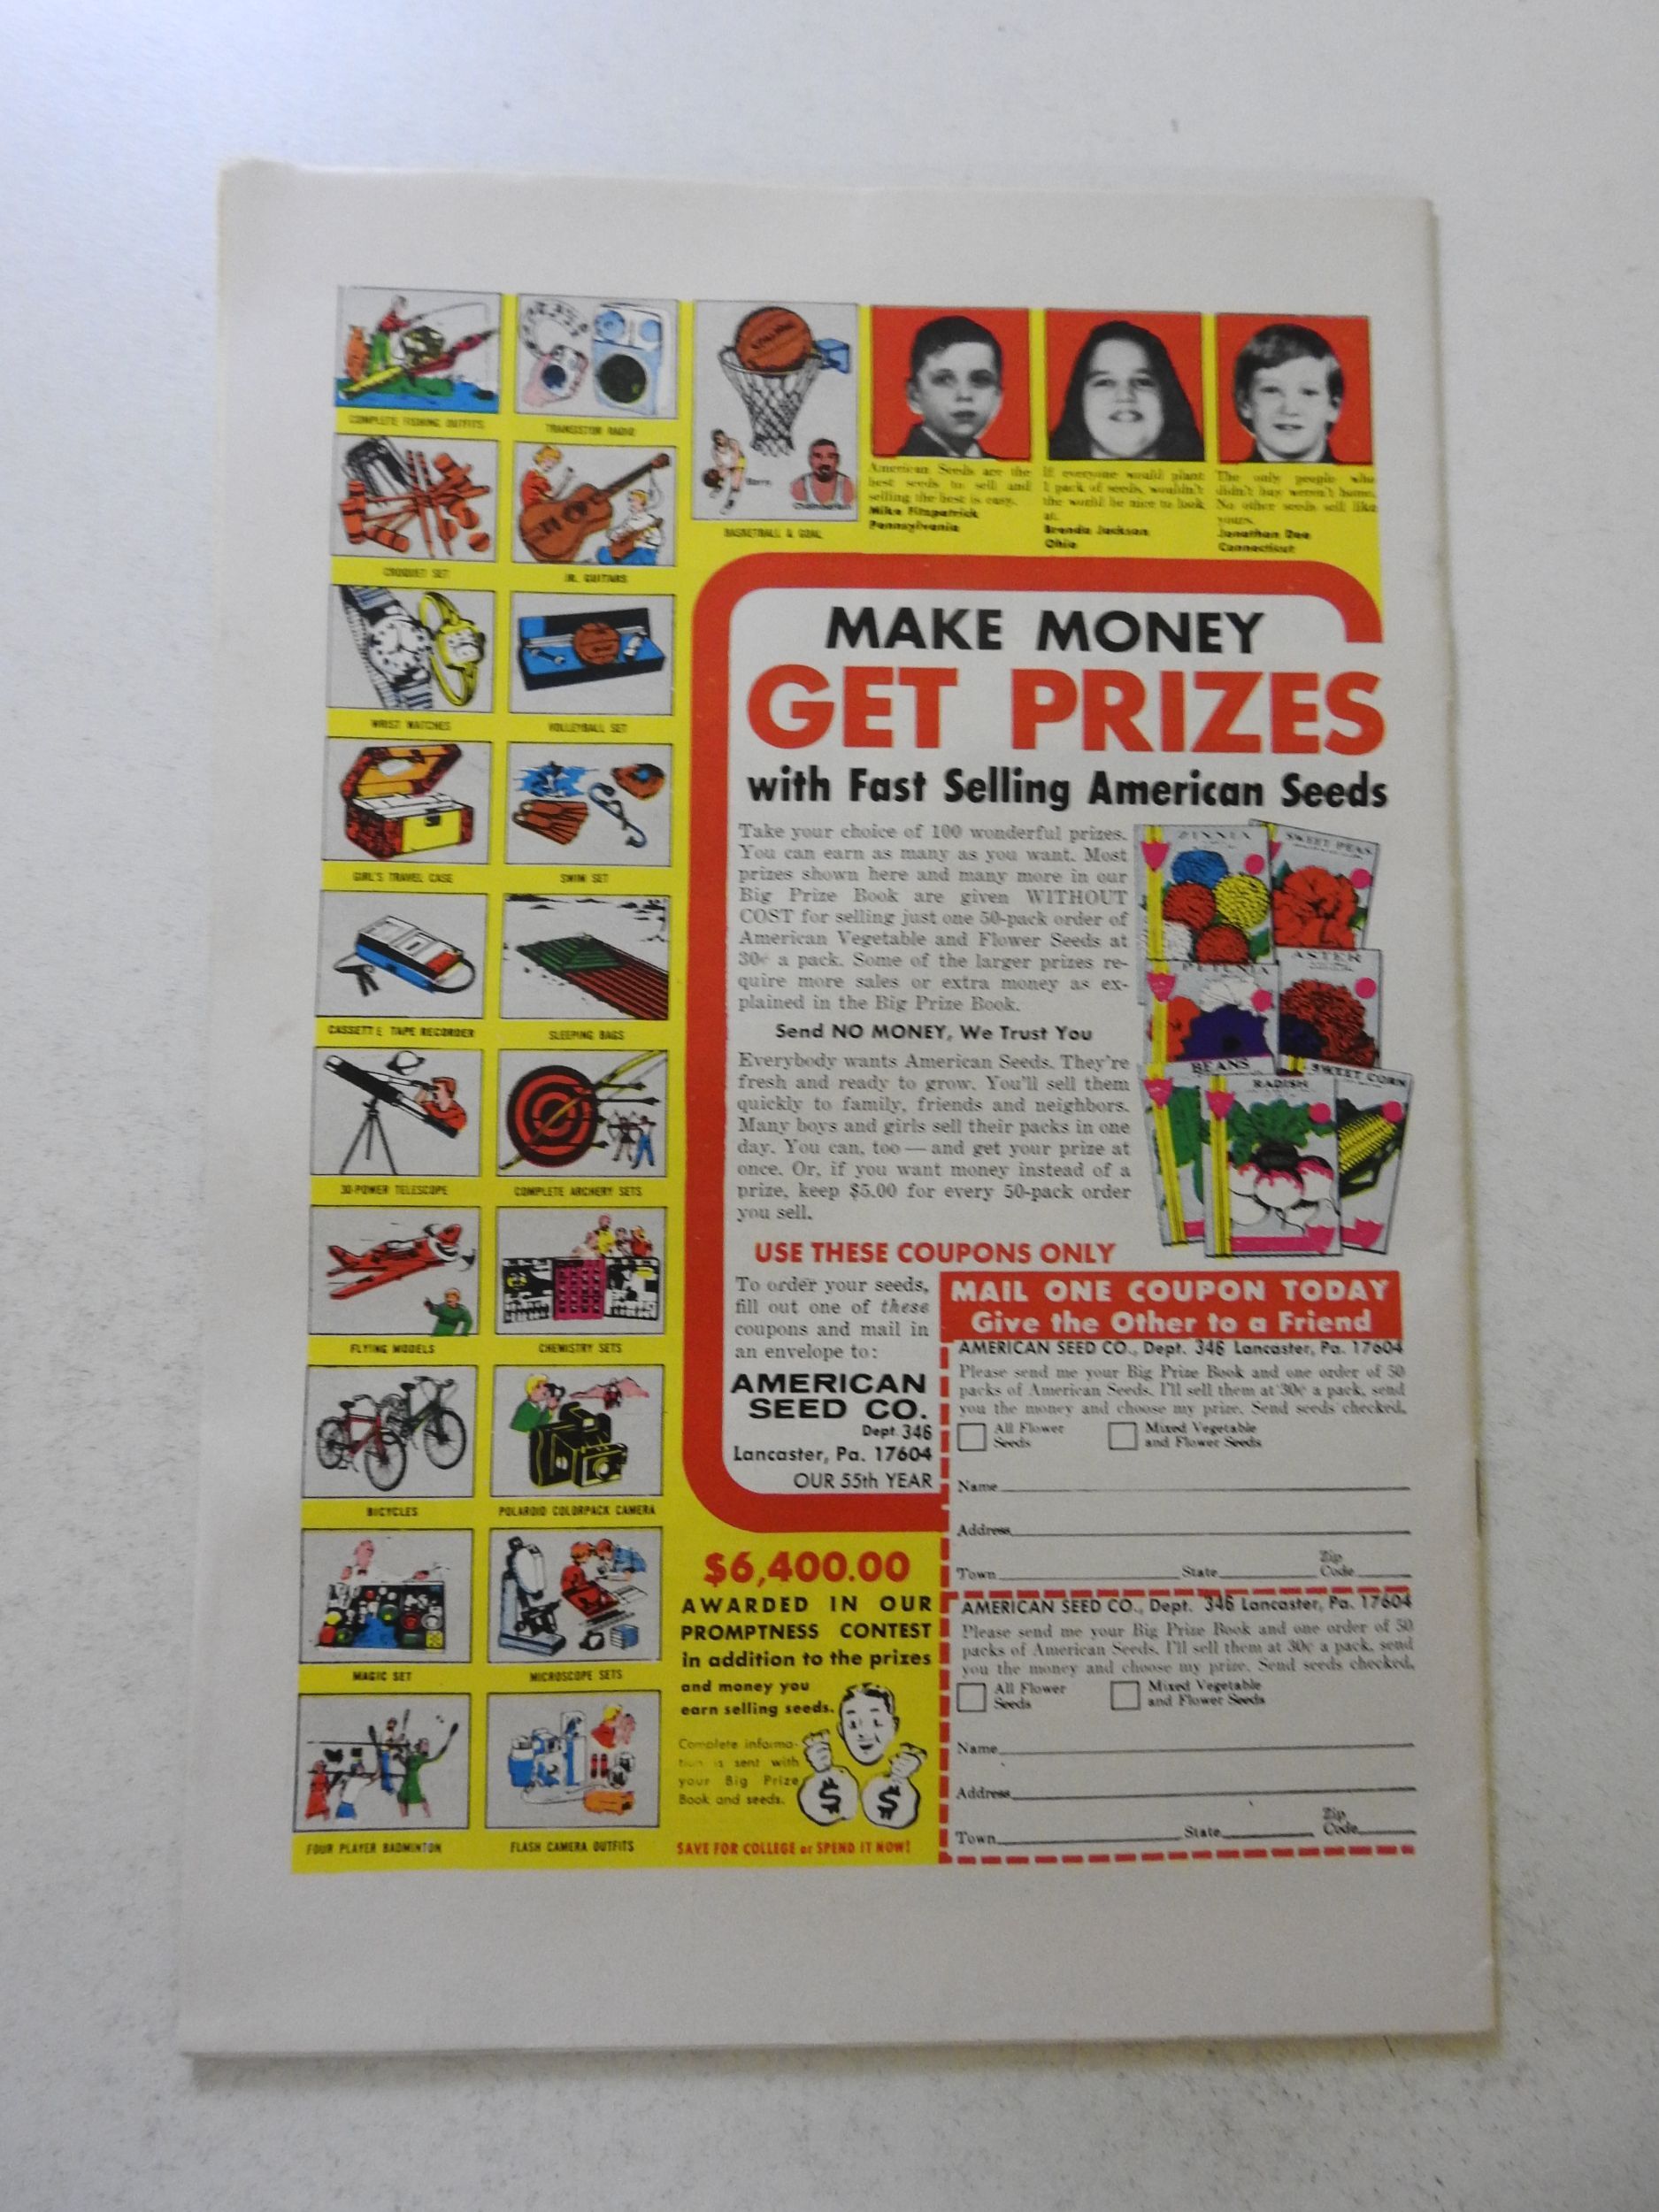 COMPLETE FISHING OUTFITS
TRANSISTOR RADIO
SPALDING
Barry
Chamberlain
BASKETBALL & GOAL
CROQUET SET
JR. GUITARS
WRIST WATCHES
VOLLEYBALL SET
GIRL'S TRAVEL CASE
SWIM SET
CASSETTE TAPE RECORDER
SLEEPING BAGS
30-POWER TELESCOPE
COMPLETE ARCHERY SETS
FLYING MODELS
CHEMISTRY SETS
BICYCLES
POLAROID COLORPACK CAMERA
MAGIC SET
MICROSCOPE SETS
FOUR PLAYER BADMINTON
FLASH CAMERA OUTFITS
American Seeds are the
best seeds to sell and
selling the best is easy.
Mike Fitzpatrick
Pennsylvania
If everyone would plant
1 pack of seeds, wouldn't
the world be nice to look
at.
Brenda Jackson
Ohio
The only people who
didn't buy weren't home.
No other seeds sell like
yours.
Jonathan Dee
Connecticut
MAKE MONEY
GET PRIZES
with Fast Selling American Seeds
Take your choice of 100 wonderful prizes.
You can earn as many as you want. Most
prizes shown here and many more in our
Big Prize Book are given WITHOUT
COST for selling just one 50-pack order of
American Vegetable and Flower Seeds at
30¢ a pack. Some of the larger prizes re-
quire more sales or extra money as ex-
plained in the Big Prize Book.
Send NO MONEY, We Trust You
Everybody wants American Seeds. They're
fresh and ready to grow. You'll sell them
quickly to family, friends and neighbors.
Many boys and girls sell their packs in one
day. You can, too — and get your prize at
once. Or, if you want money instead of a
prize, keep $5.00 for every 50-pack order
you sell.
ZINNIA
SWEET PEAS
PETUNIA
ASTER
BEANS
RADISH
SWEET CORN
USE THESE COUPONS ONLY
To order your seeds,
fill out one of these
coupons and mail in
an envelope to:
AMERICAN
SEED CO.
Dept. 346
Lancaster, Pa. 17604
OUR 55th YEAR
MAIL ONE COUPON TODAY
Give the Other to a Friend
AMERICAN SEED CO., Dept. 346 Lancaster, Pa. 17604
Please send me your Big Prize Book and one order of 50
packs of American Seeds. I'll sell them at 30¢ a pack, send
you the money and choose my prize. Send seeds checked.
All Flower Seeds
Mixed Vegetable and Flower Seeds
Name
Address
Town State Zip Code
AMERICAN SEED CO., Dept. 346 Lancaster, Pa. 17604
Please send me your Big Prize Book and one order of 50
packs of American Seeds. I'll sell them at 30¢ a pack, send
you the money and choose my prize. Send seeds checked.
All Flower Seeds
Mixed Vegetable and Flower Seeds
Name
Address
Town State Zip Code
$6,400.00
AWARDED IN OUR
PROMPTNESS CONTEST
in addition to the prizes
and money you
earn selling seeds.
Complete informa-
tion is sent with
your Big Prize
Book and seeds.
$ $
SAVE FOR COLLEGE or SPEND IT NOW!